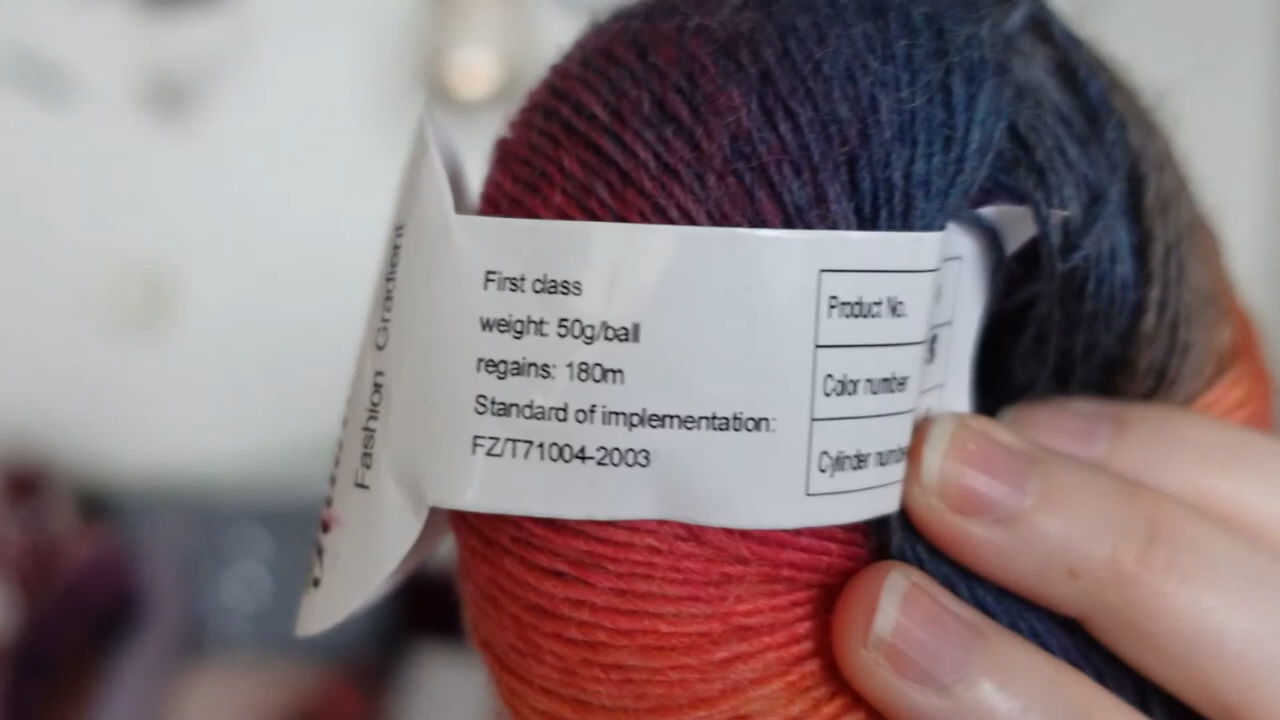 Fashion Gradient
First class
weight: 50g/ball
regains: 180m
Standard of implementation:
FZ/T71004-2003
Product No.
Color number
Cylinder